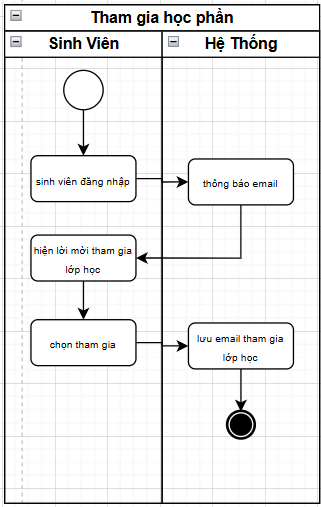 Tham gia học phần
Sinh Viên
Hệ Thống
sinh viên đăng nhập
thông báo email
hiện lời mời tham gia
lớp học
chọn tham gia
lưu email tham gia
lớp học